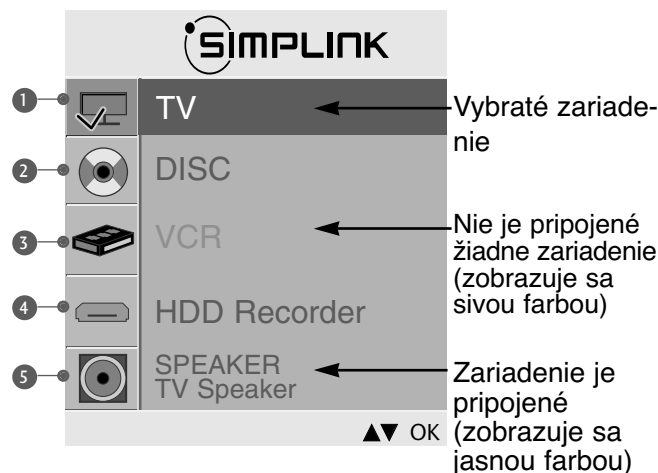 SIMPLINK
1
TV
Vybraté zariade-
nie
2
DISC
3
VCR
Nie je pripojené
žiadne zariadenie
(zobrazuje sa
sivou farbou)
4
HDD Recorder
5
SPEAKER
TV Speaker
Zariadenie je
pripojené
(zobrazuje sa
jasnou farbou)
▲▼ OK